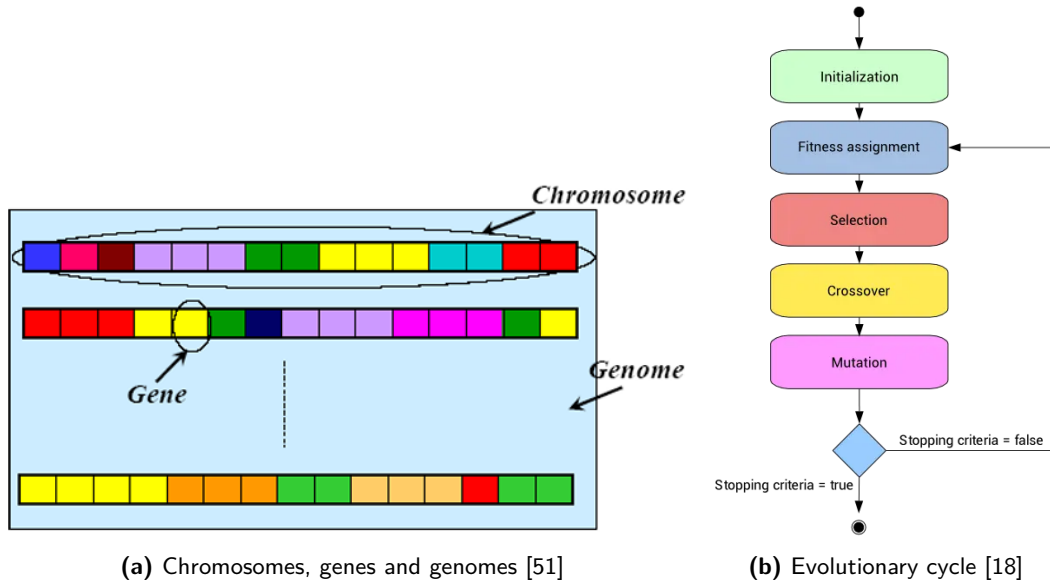 Chromosome
Gene
Genome
(a) Chromosomes, genes and genomes [51]
Initialization
Fitness assignment
Selection
Crossover
Mutation
Stopping criteria = false
Stopping criteria = true
(b) Evolutionary cycle [18]